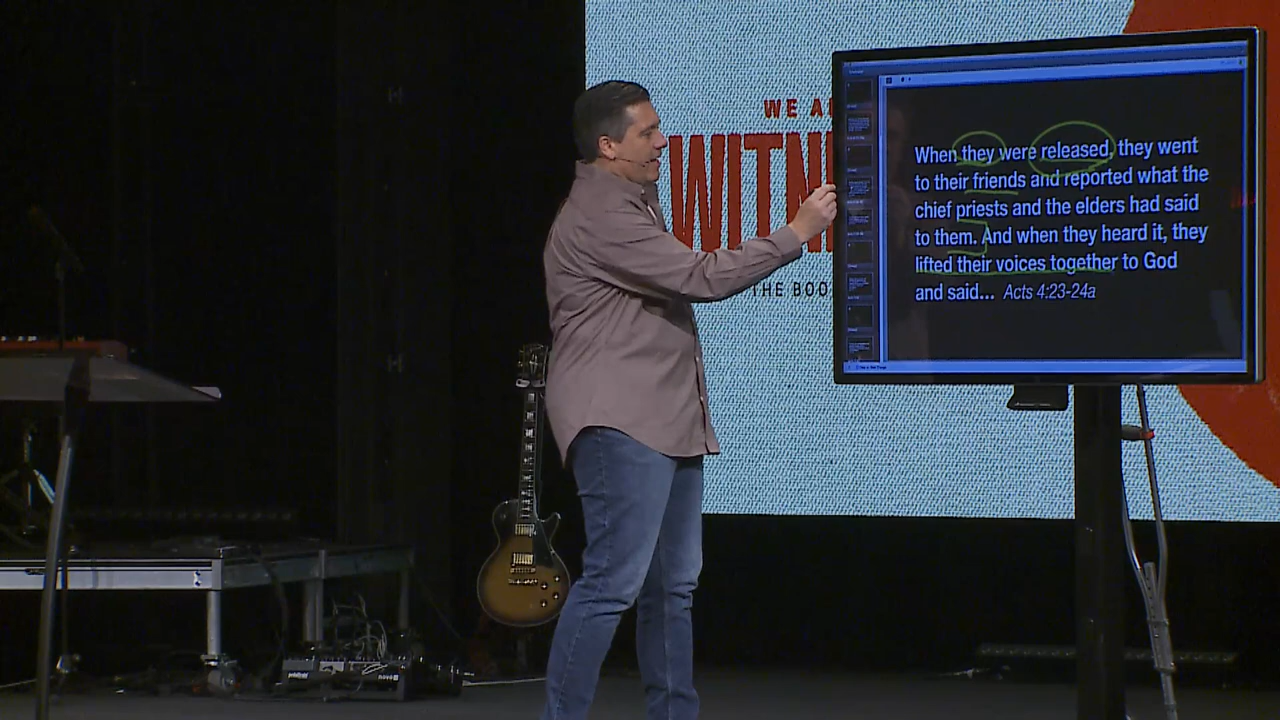 WE A
WITN
THE BOO
When they were released, they went
to their friends and reported what the
chief priests and the elders had said
to them. And when they heard it, they
lifted their voices together to God
and said... Acts 4:23-24a